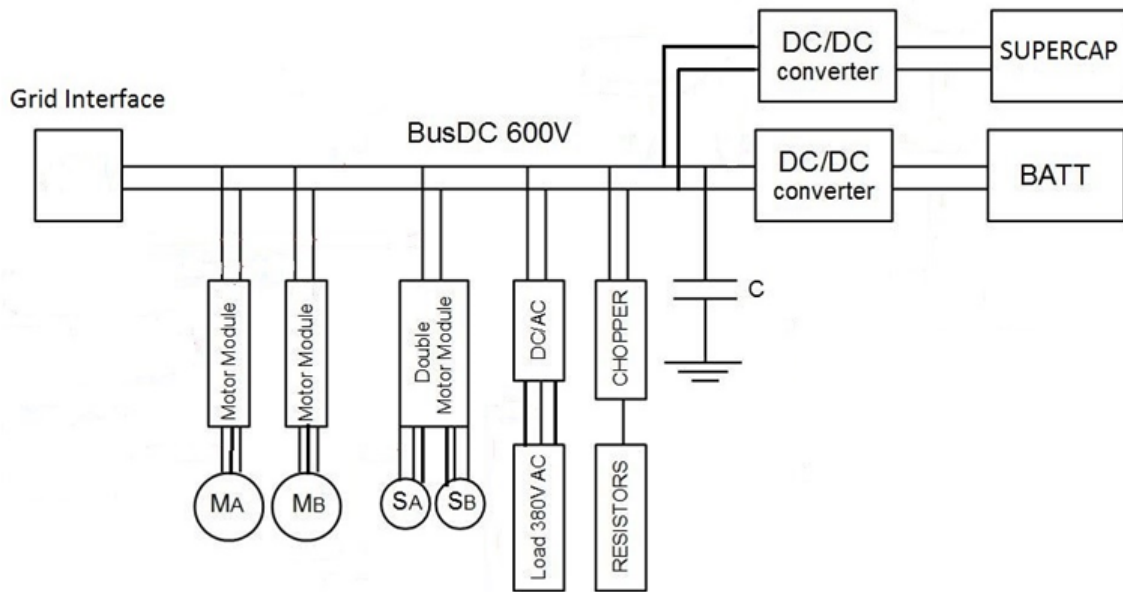 DC/DC
converter
SUPERCAP
Grid Interface
BusDC 600V
DC/DC
converter
BATT
C
Motor Module
Motor Module
Double
Motor Module
DC/AC
CHOPPER
MA
MB
SA
SB
Load 380V AC
RESISTORS